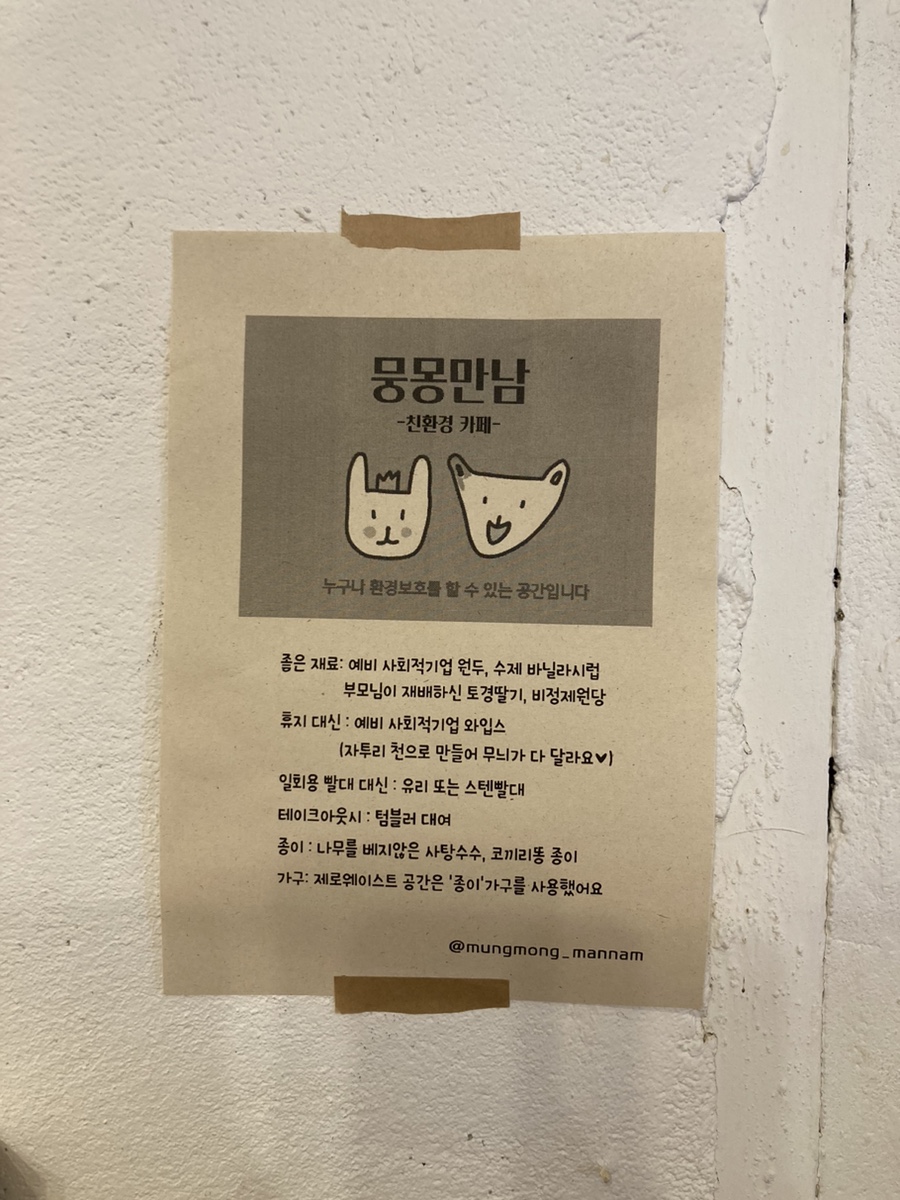 뭉몽만남
-친환경 카페-
누구나 환경보호를 할 수 있는 공간입니다
좋은 재료: 예비 사회적기업 원두, 수제 바닐라시럽
부모님이 재배하신 토경딸기, 비정제원당
휴지 대신 : 예비 사회적기업 와입스
(자투리 천으로 만들어 무늬가 다 달라요♥)
일회용 빨대 대신 : 유리 또는 스텐빨대
테이크아웃시 : 텀블러 대여
종이 : 나무를 베지않은 사탕수수, 코끼리똥 종이
가구: 제로웨이스트 공간은 '종이'가구를 사용했어요
@mungmong_mannam